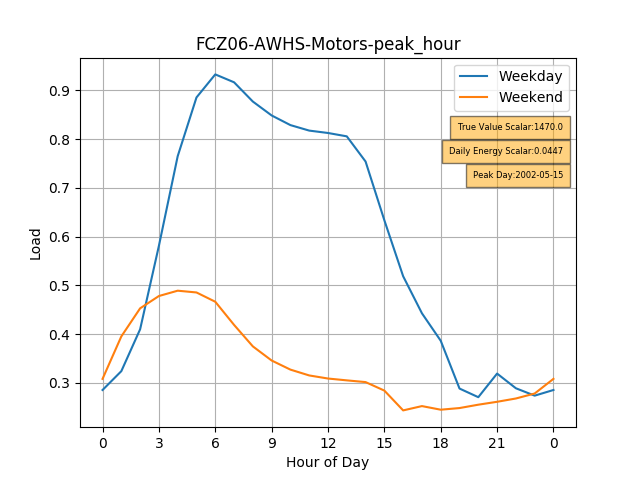 FCZ06-AWHS-Motors-peak_hour
Weekday
Weekend
True Value Scalar:1470.0
Daily Energy Scalar:0.0447
Peak Day:2002-05-15
Load
0.9
0.8
0.7
0.6
0.5
0.4
0.3
0 3 6 9 12 15 18 21 0
Hour of Day